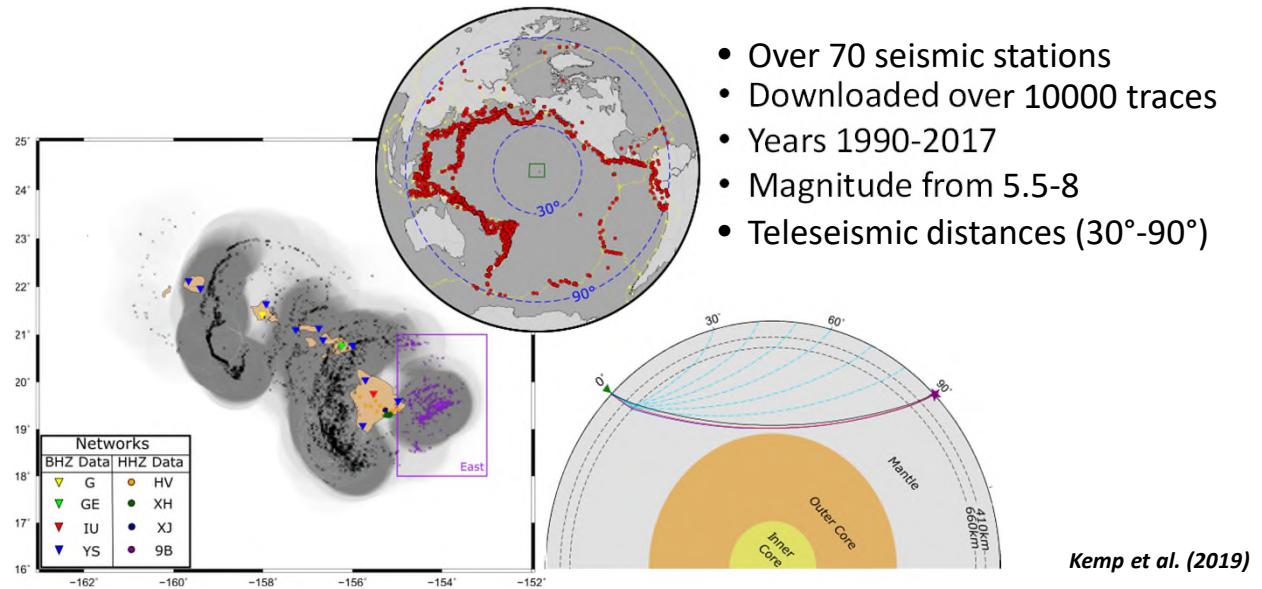 • Over 70 seismic stations
• Downloaded over 10000 traces
• Years 1990-2017
• Magnitude from 5.5-8
• Teleseismic distances (30°-90°)
30°
90°
25°
24°
23°
22°
21°
20°
19°
18°
17°
16°
−162
−160
−158
−156
−154
−152
East
Networks
BHZ Data HHZ Data
G HV
GE XH
IU XJ
YS 9B
0°
30°
60°
90°
Mantle
Outer Core
Inner
Core
410km
660km
Kemp et al. (2019)